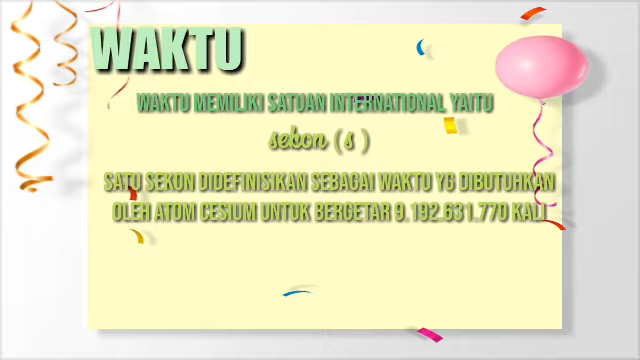 WAKTU
WAKTU MEMILIKI SATUAN INTERNATIONAL YAITU
sekon ( s )
SATU SEKON DIDEFINISIKAN SEBAGAI WAKTU YG DIBUTUHKAN
OLEH ATOM CESIUM UNTUK BERGETAR 9.192.631.770 KALI